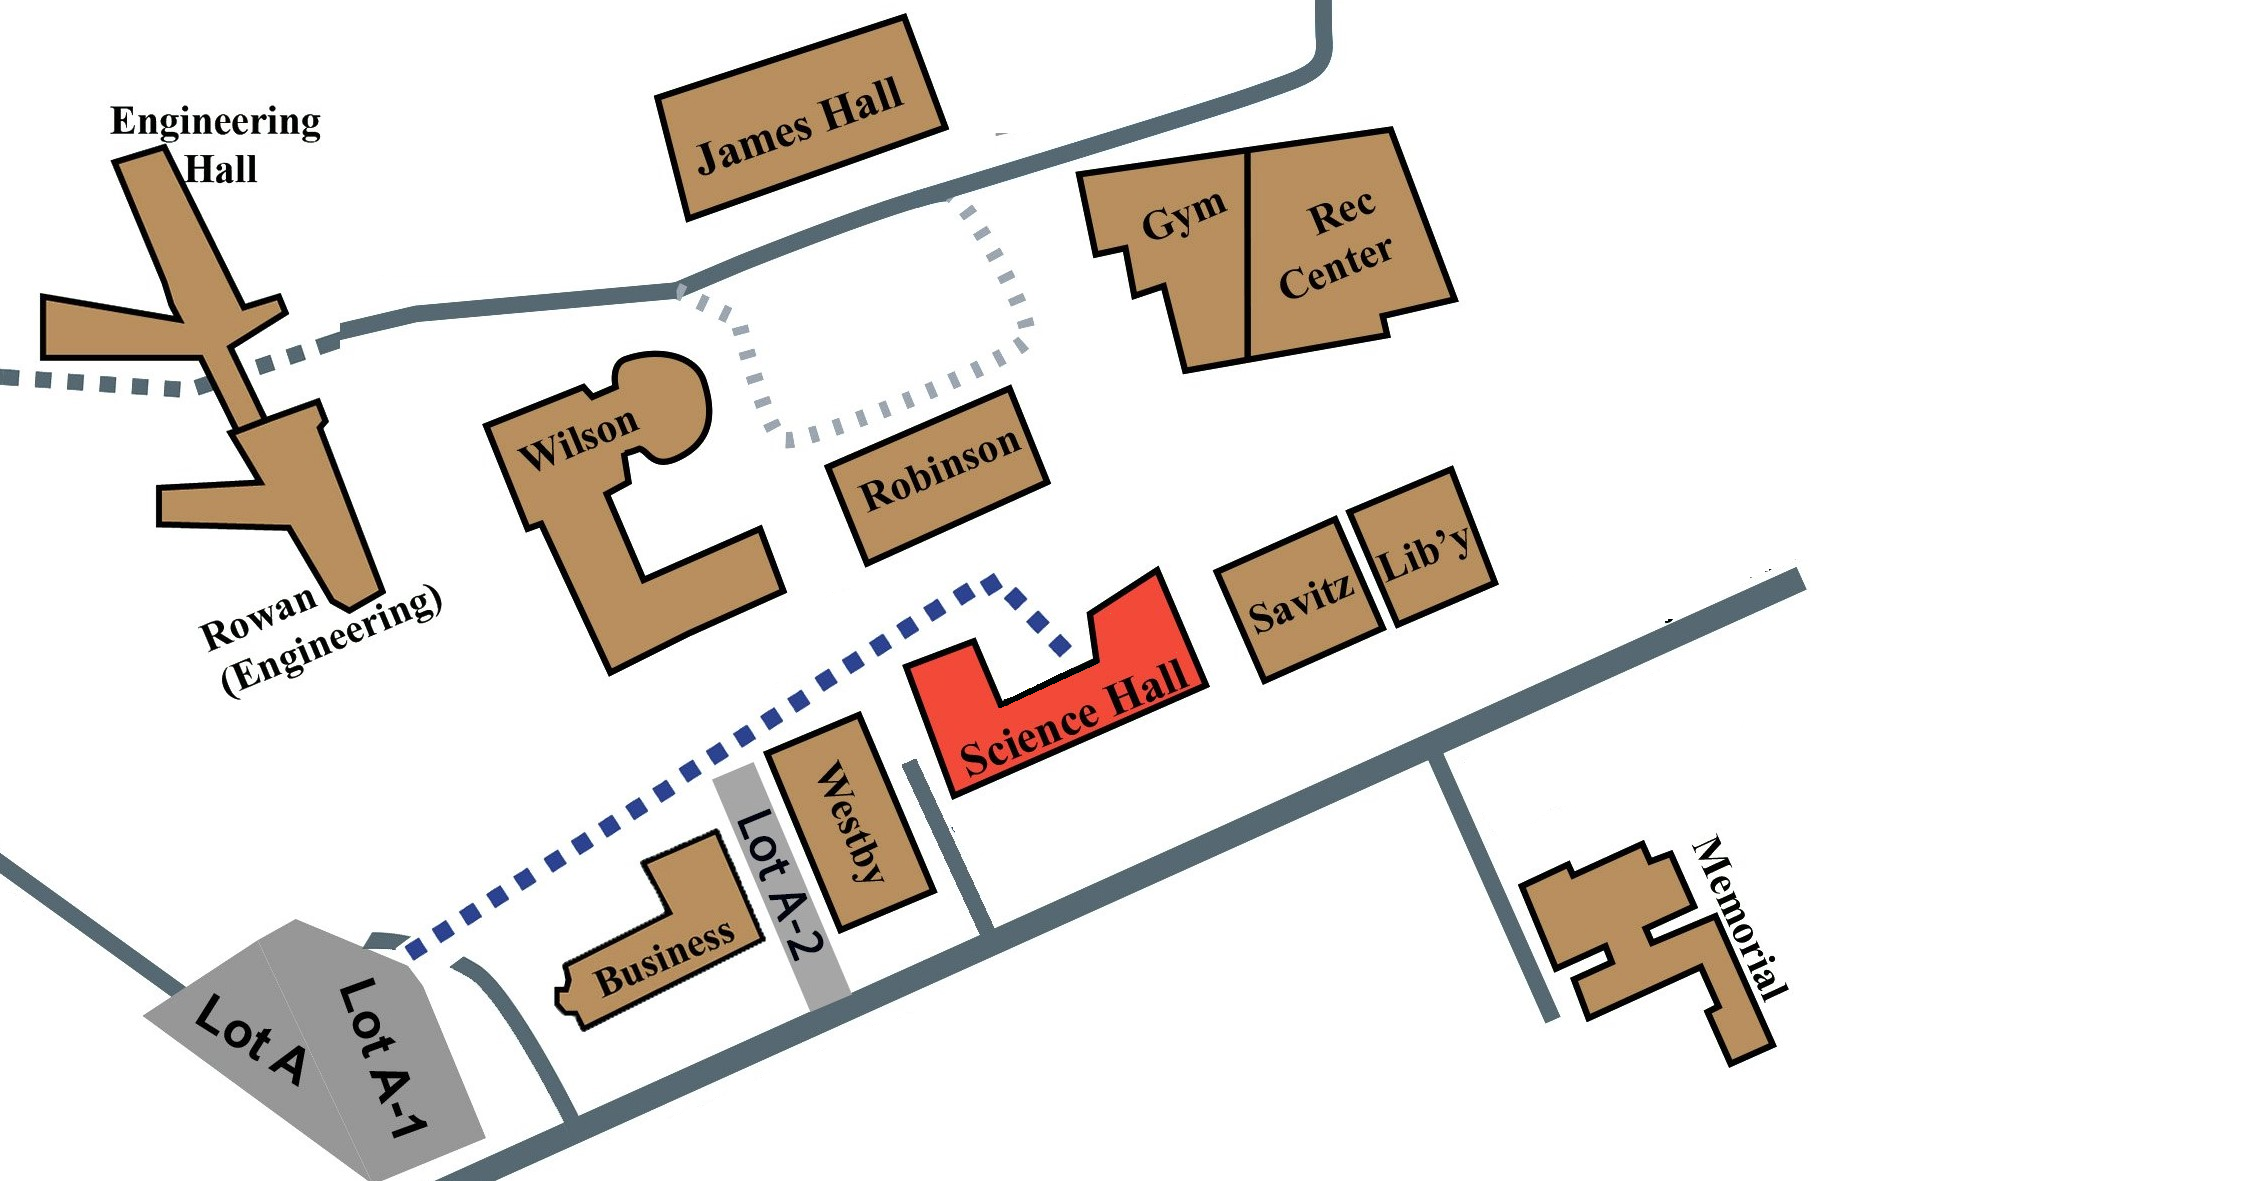 James Hall
Engineering
Hall
Gym
Rec
Center
Wilson
Robinson
Lib’y
Savitz
Rowan
(Engineering)
Science Hall
Westby
Lot A-2
Business
Memorial
Lot A
Lot A-1